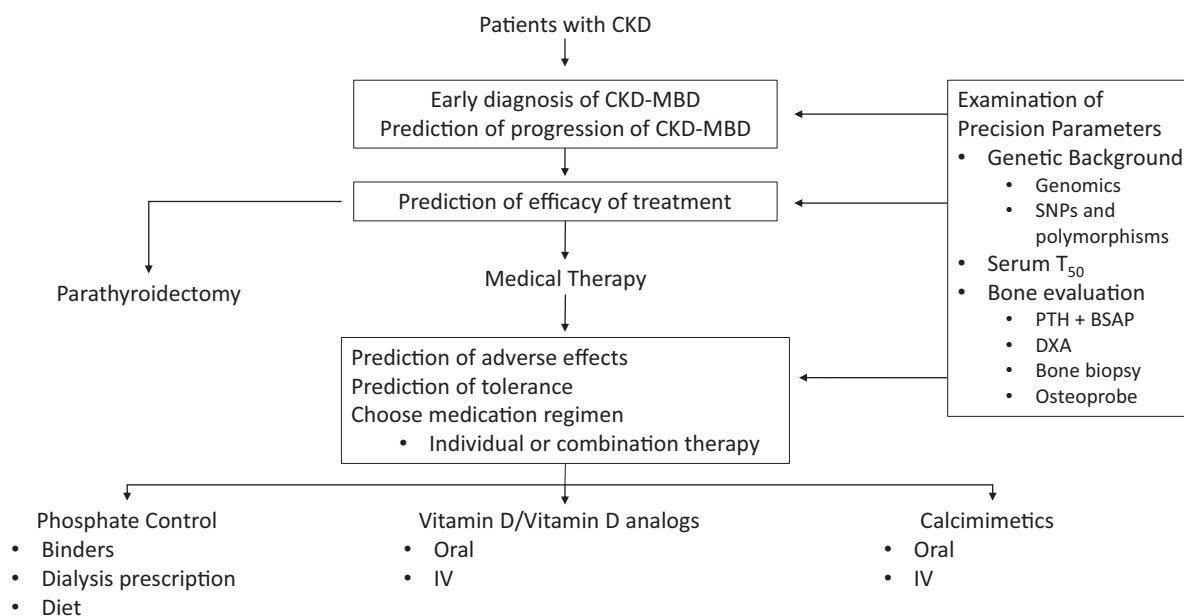 Patients with CKD
Early diagnosis of CKD-MBD
Prediction of progression of CKD-MBD
Prediction of efficacy of treatment
Parathyroidectomy
Medical Therapy
Prediction of adverse effects
Prediction of tolerance
Choose medication regimen
• Individual or combination therapy
Examination of
Precision Parameters
• Genetic Background
• Genomics
• SNPs and
polymorphisms
• Serum T50
• Bone evaluation
• PTH + BSAP
• DXA
• Bone biopsy
• Osteoprobe
Phosphate Control
• Binders
• Dialysis prescription
• Diet
Vitamin D/Vitamin D analogs
• Oral
• IV
Calcimimetics
• Oral
• IV